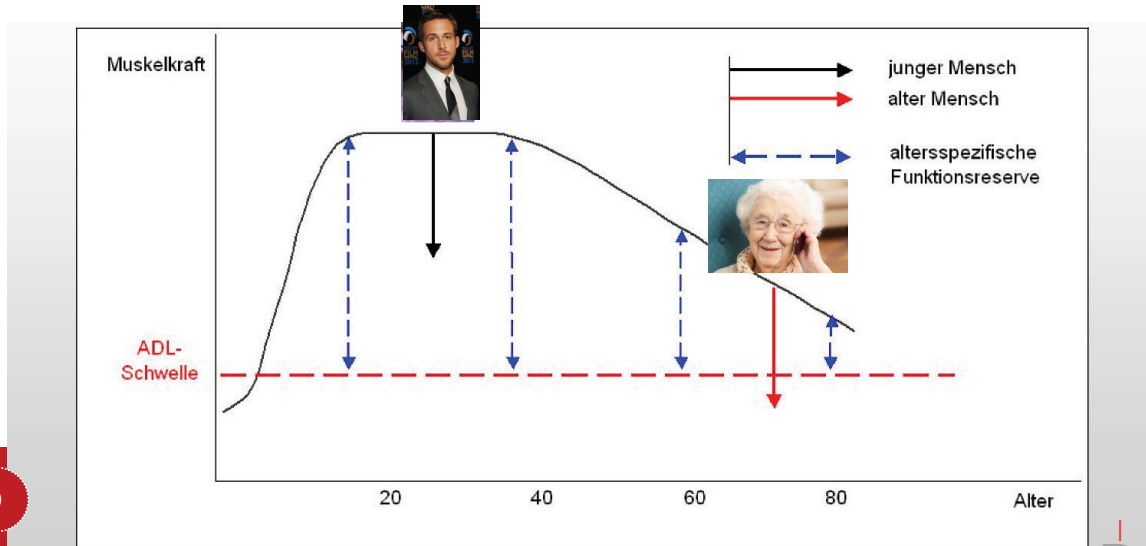 Muskelkraft
junger Mensch
alter Mensch
altersspezifische
Funktionsreserve
ADL-
Schwelle
20
40
60
80
Alter